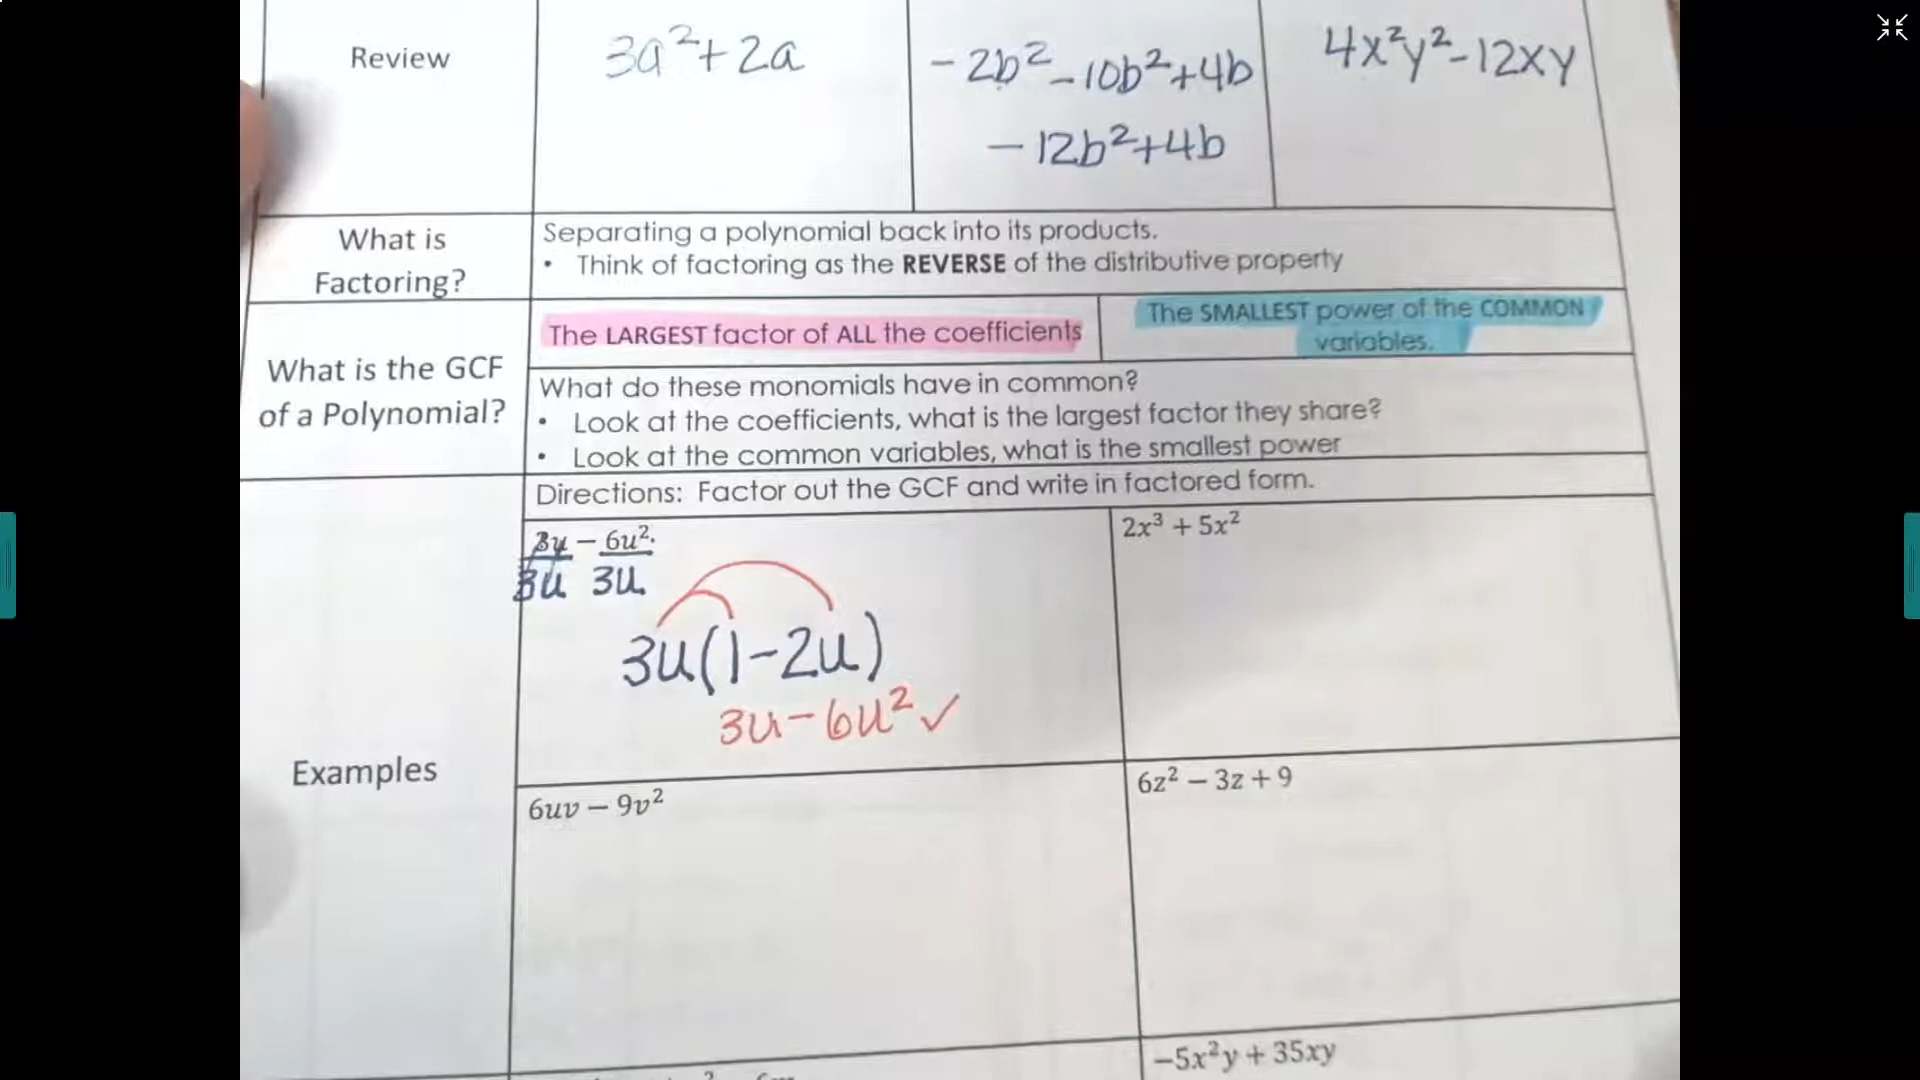 Review
3a²+2a
-2b²-10b²+4b
-12b²+4b
4x²y²-12xy
What is
Factoring?
Separating a polynomial back into its products.
• Think of factoring as the REVERSE of the distributive property
What is the GCF
of a Polynomial?
The LARGEST factor of ALL the coefficients
The SMALLEST power of the COMMON
variables.
What do these monomials have in common?
• Look at the coefficients, what is the largest factor they share?
• Look at the common variables, what is the smallest power
Examples
Directions: Factor out the GCF and write in factored form.
3u − 6u².
3u 3u
3u(1-2u)
3u-6u² ✓
2x³ + 5x²
6uv − 9v²
6z² − 3z + 9
−5x²y + 35xy